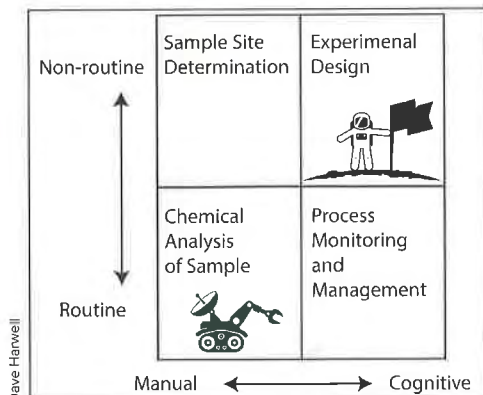 Non-routine
Routine
Sample Site
Determination
Experimenal
Design
Chemical
Analysis
of Sample
Process
Monitoring
and
Management
Manual
Cognitive
Dave Harwell